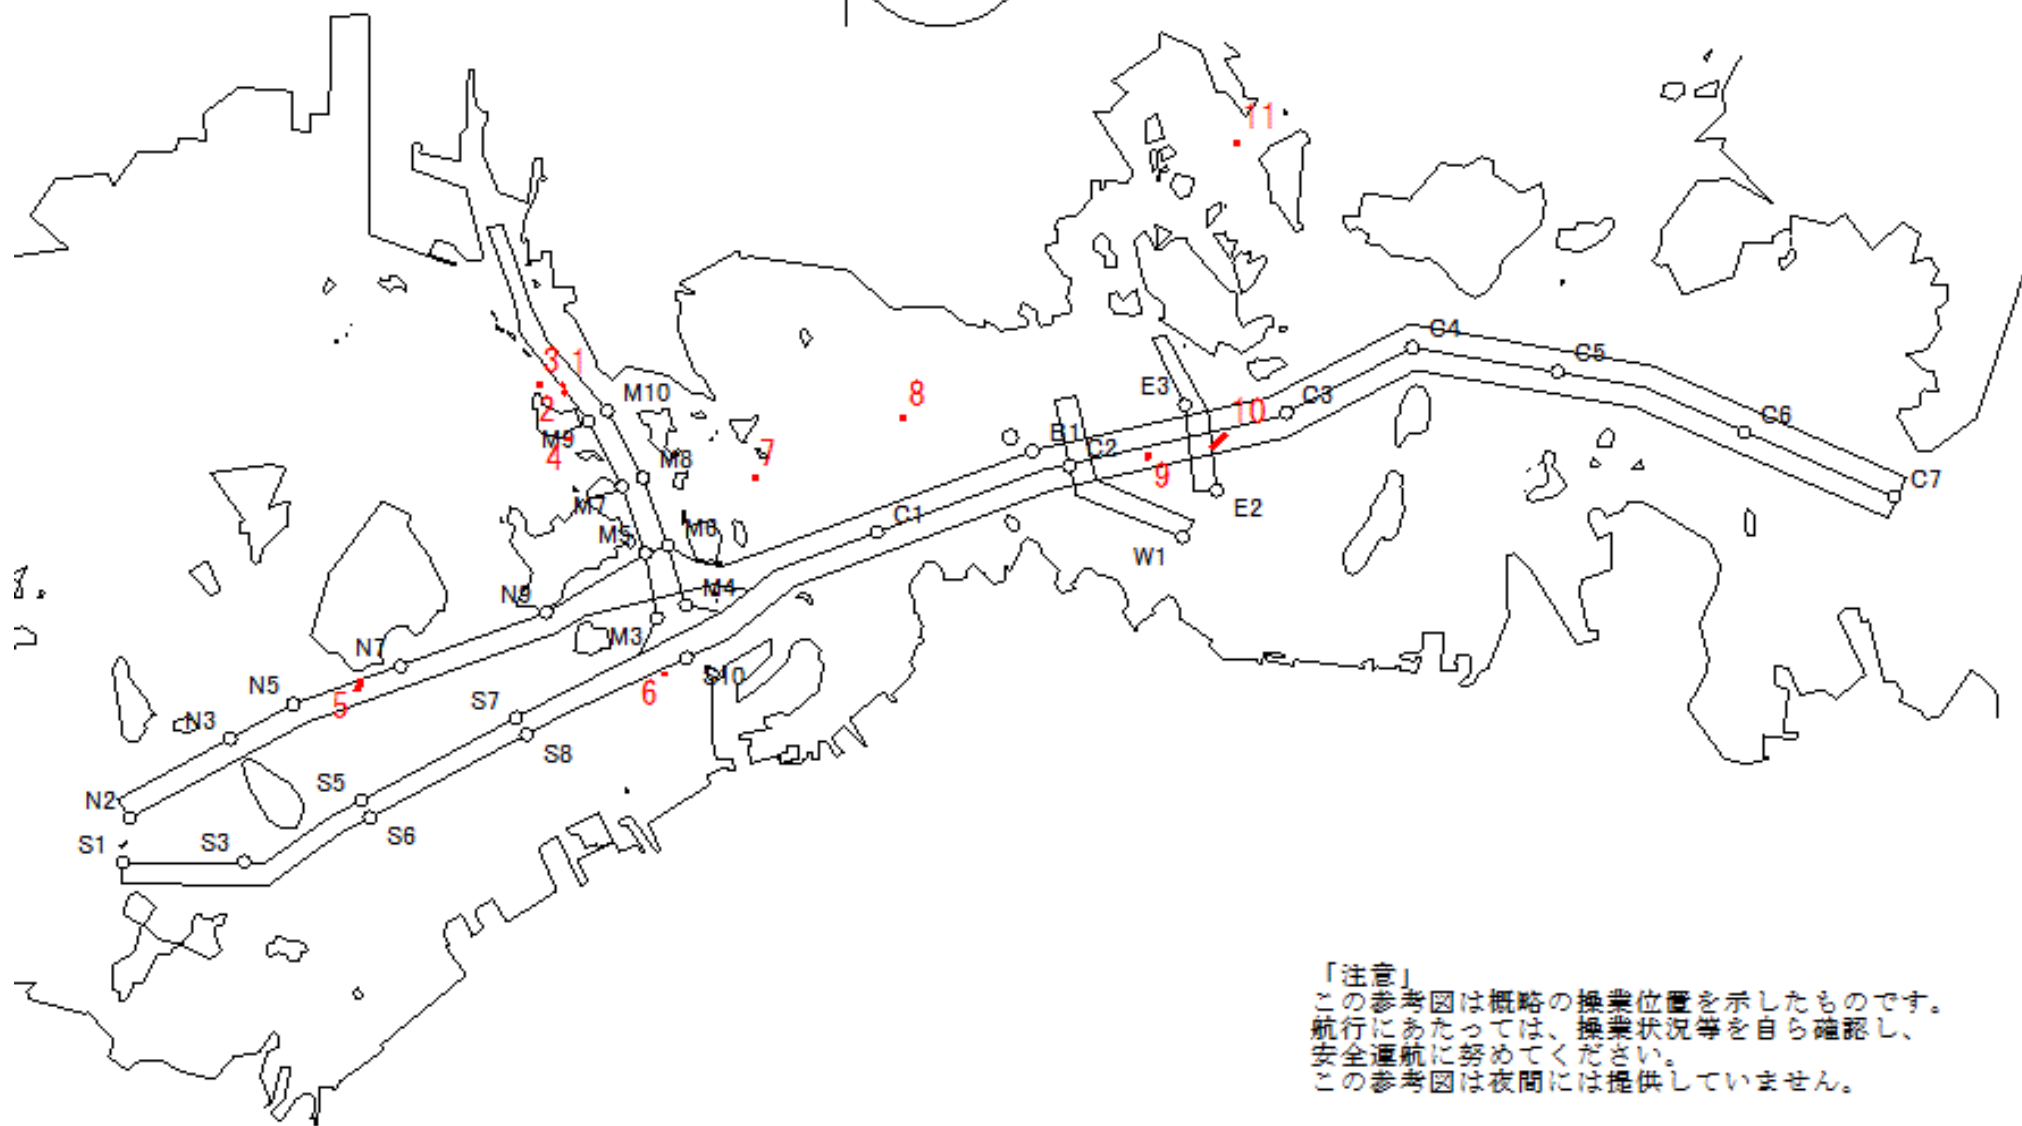 11
C4
C5
3
1
M10
E3
8
C3
2
10
C6
M9
B1
4
M8
C2
7
9
C7
M7
E2
C1
M5
M6
W1
N9
M4
M3
N7
S10
N5
6
5
S7
N3
S8
S5
N2
S6
S1
S3
「注意」
この参考図は概略の操業位置を示したものです。
航行にあたっては、操業状況等を自ら確認し、
安全運航に努めてください。
この参考図は夜間には提供していません。